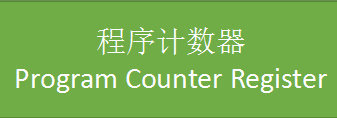 程序计数器
Program Counter Register